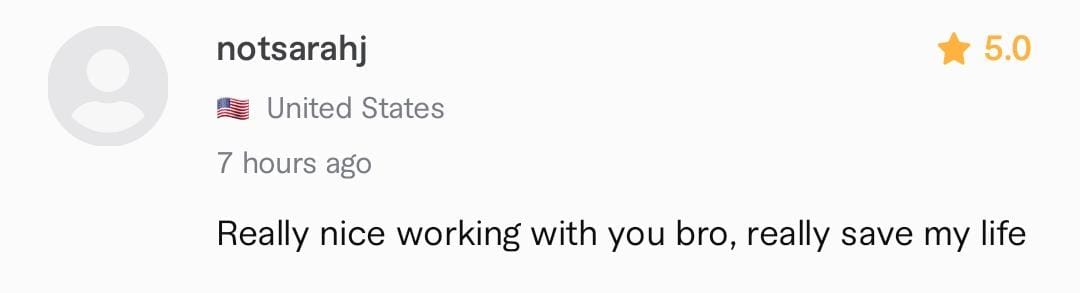 notsarahj
5.0
United States
7 hours ago
Really nice working with you bro, really save my life